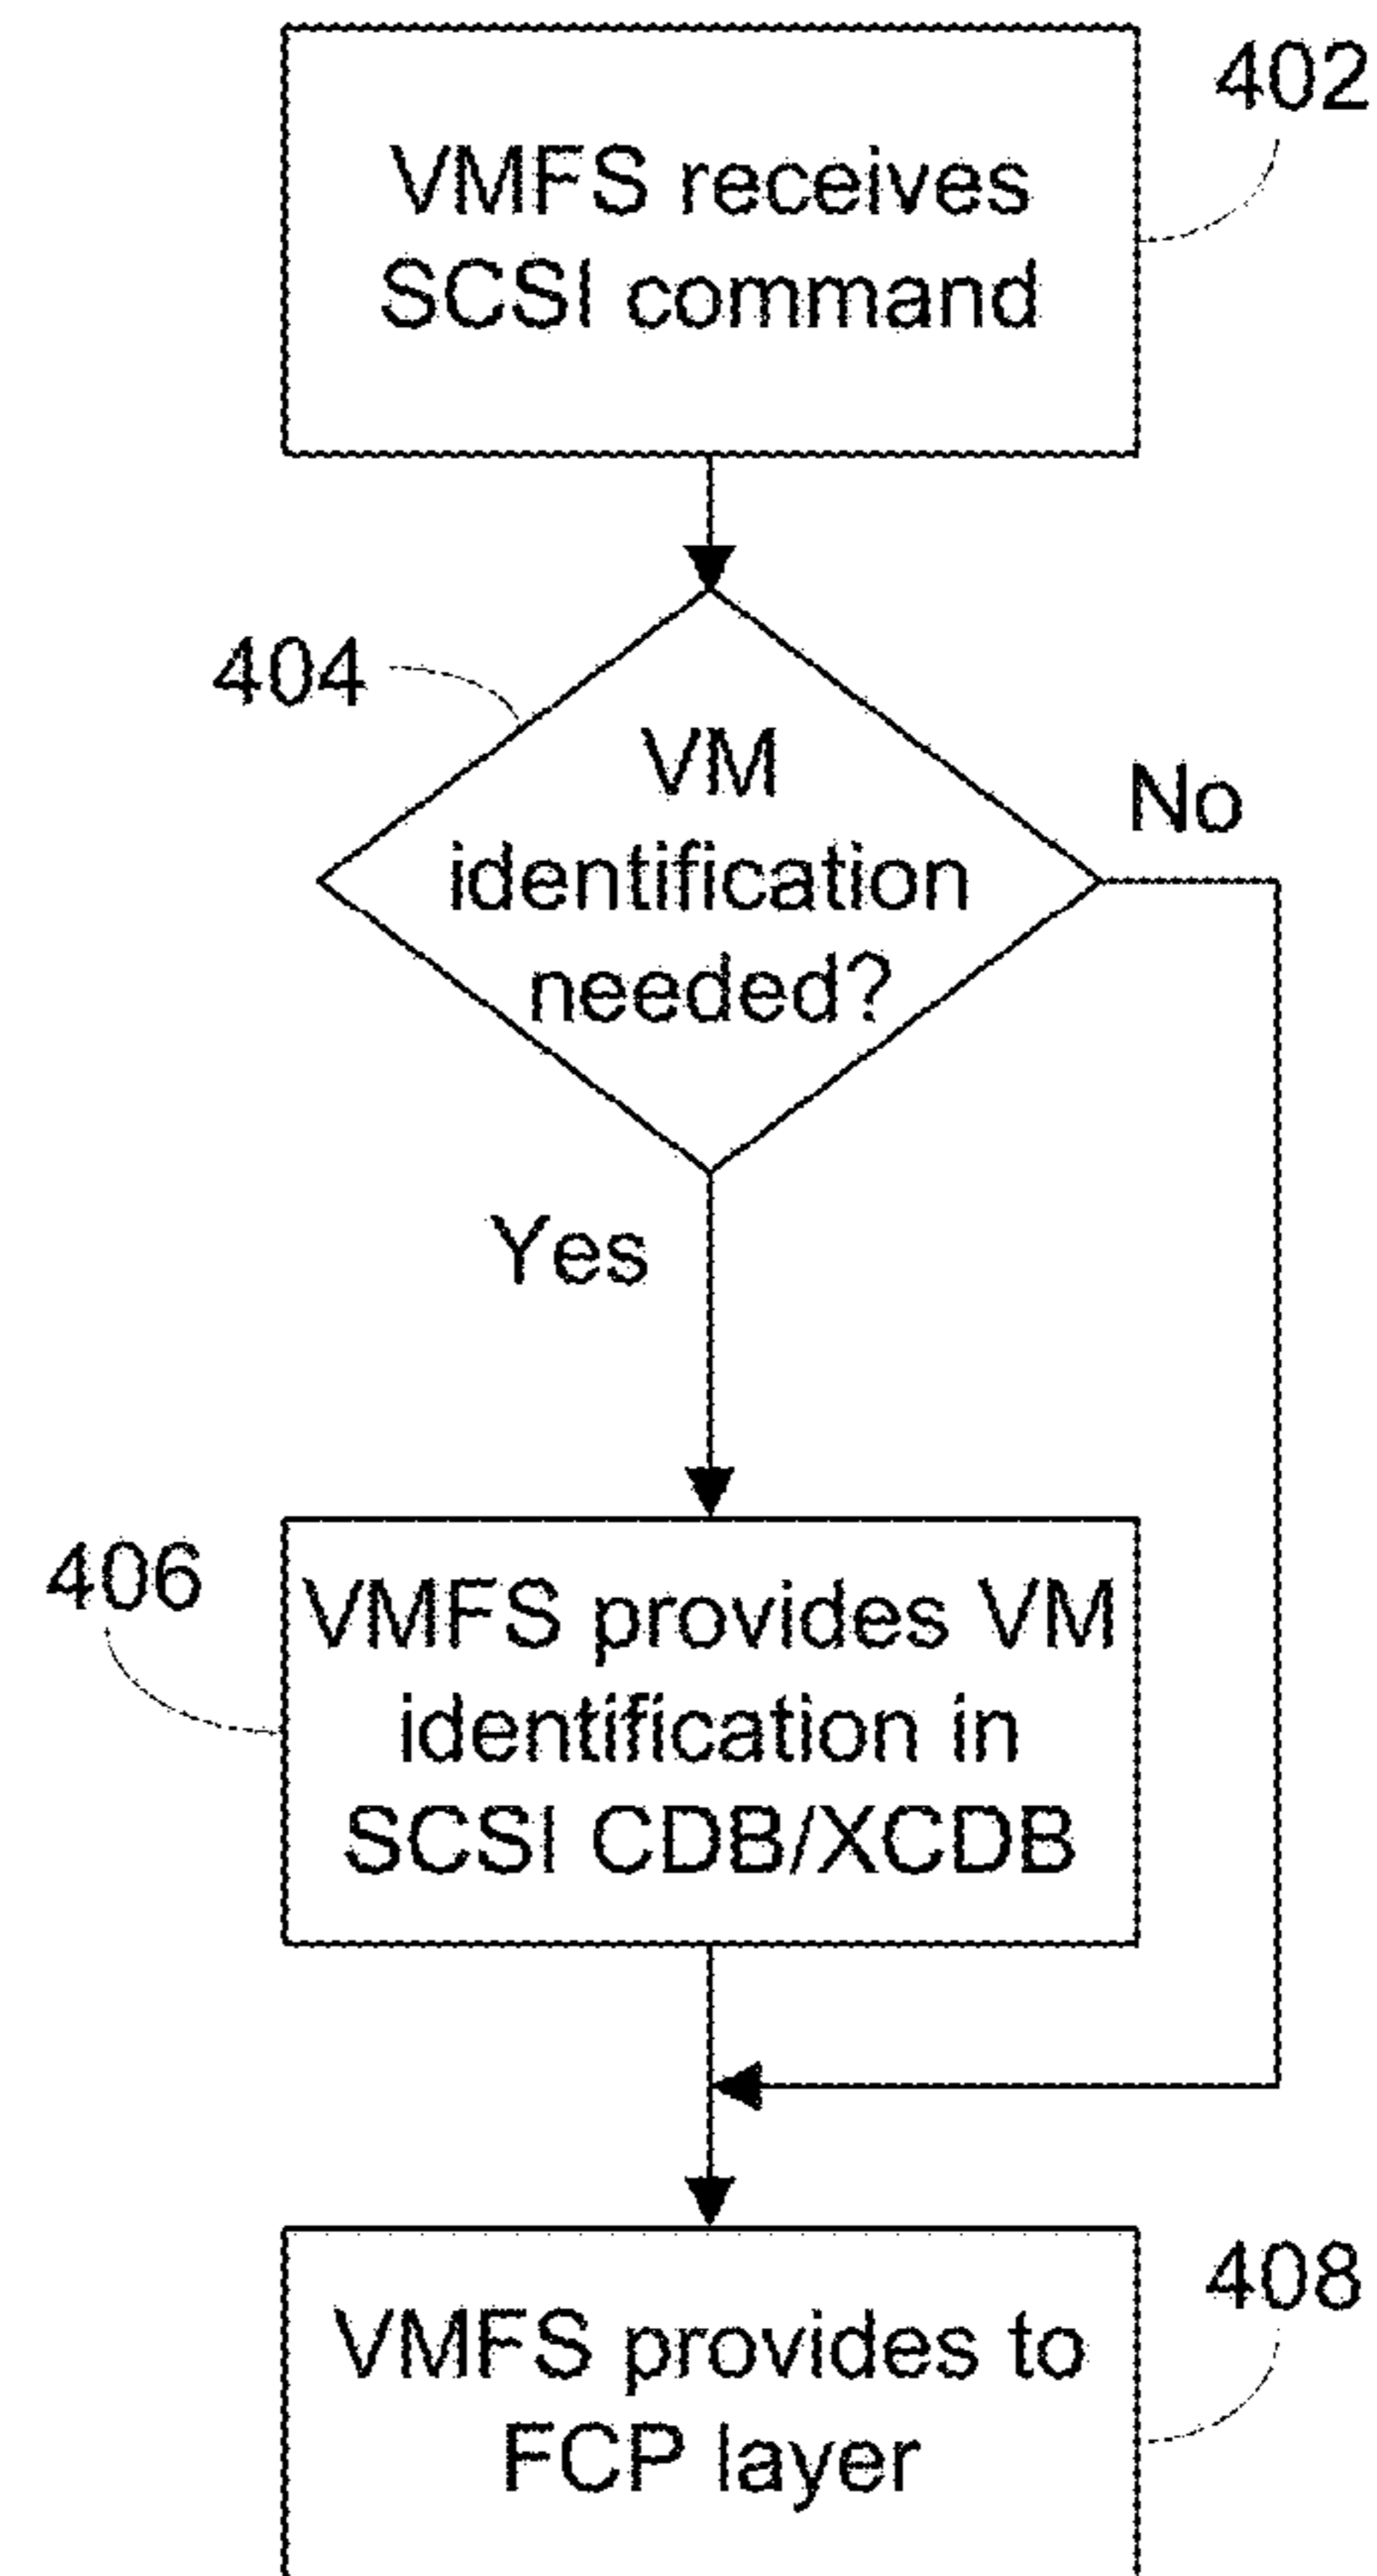 402
VMFS receives
SCSI command
404
VM
identification
needed?
No
Yes
406
VMFS provides VM
identification in
SCSI CDB/XCDB
408
VMFS provides to
FCP layer